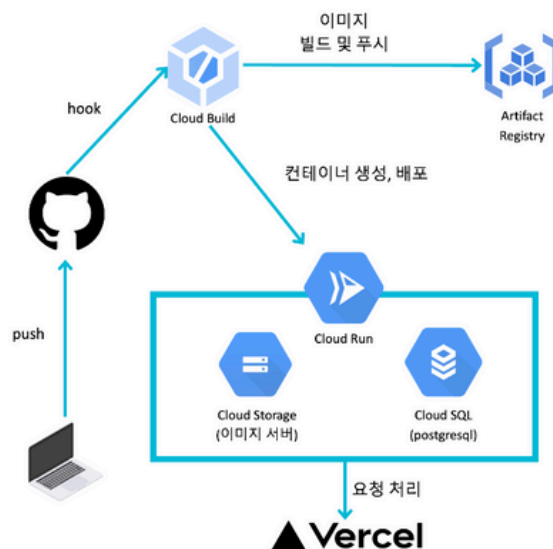 이미지
빌드 및 푸시
Cloud Build
Artifact
Registry
hook
컨테이너 생성, 배포
push
Cloud Run
Cloud Storage
(이미지 서버)
Cloud SQL
(postgresql)
요청 처리
Vercel